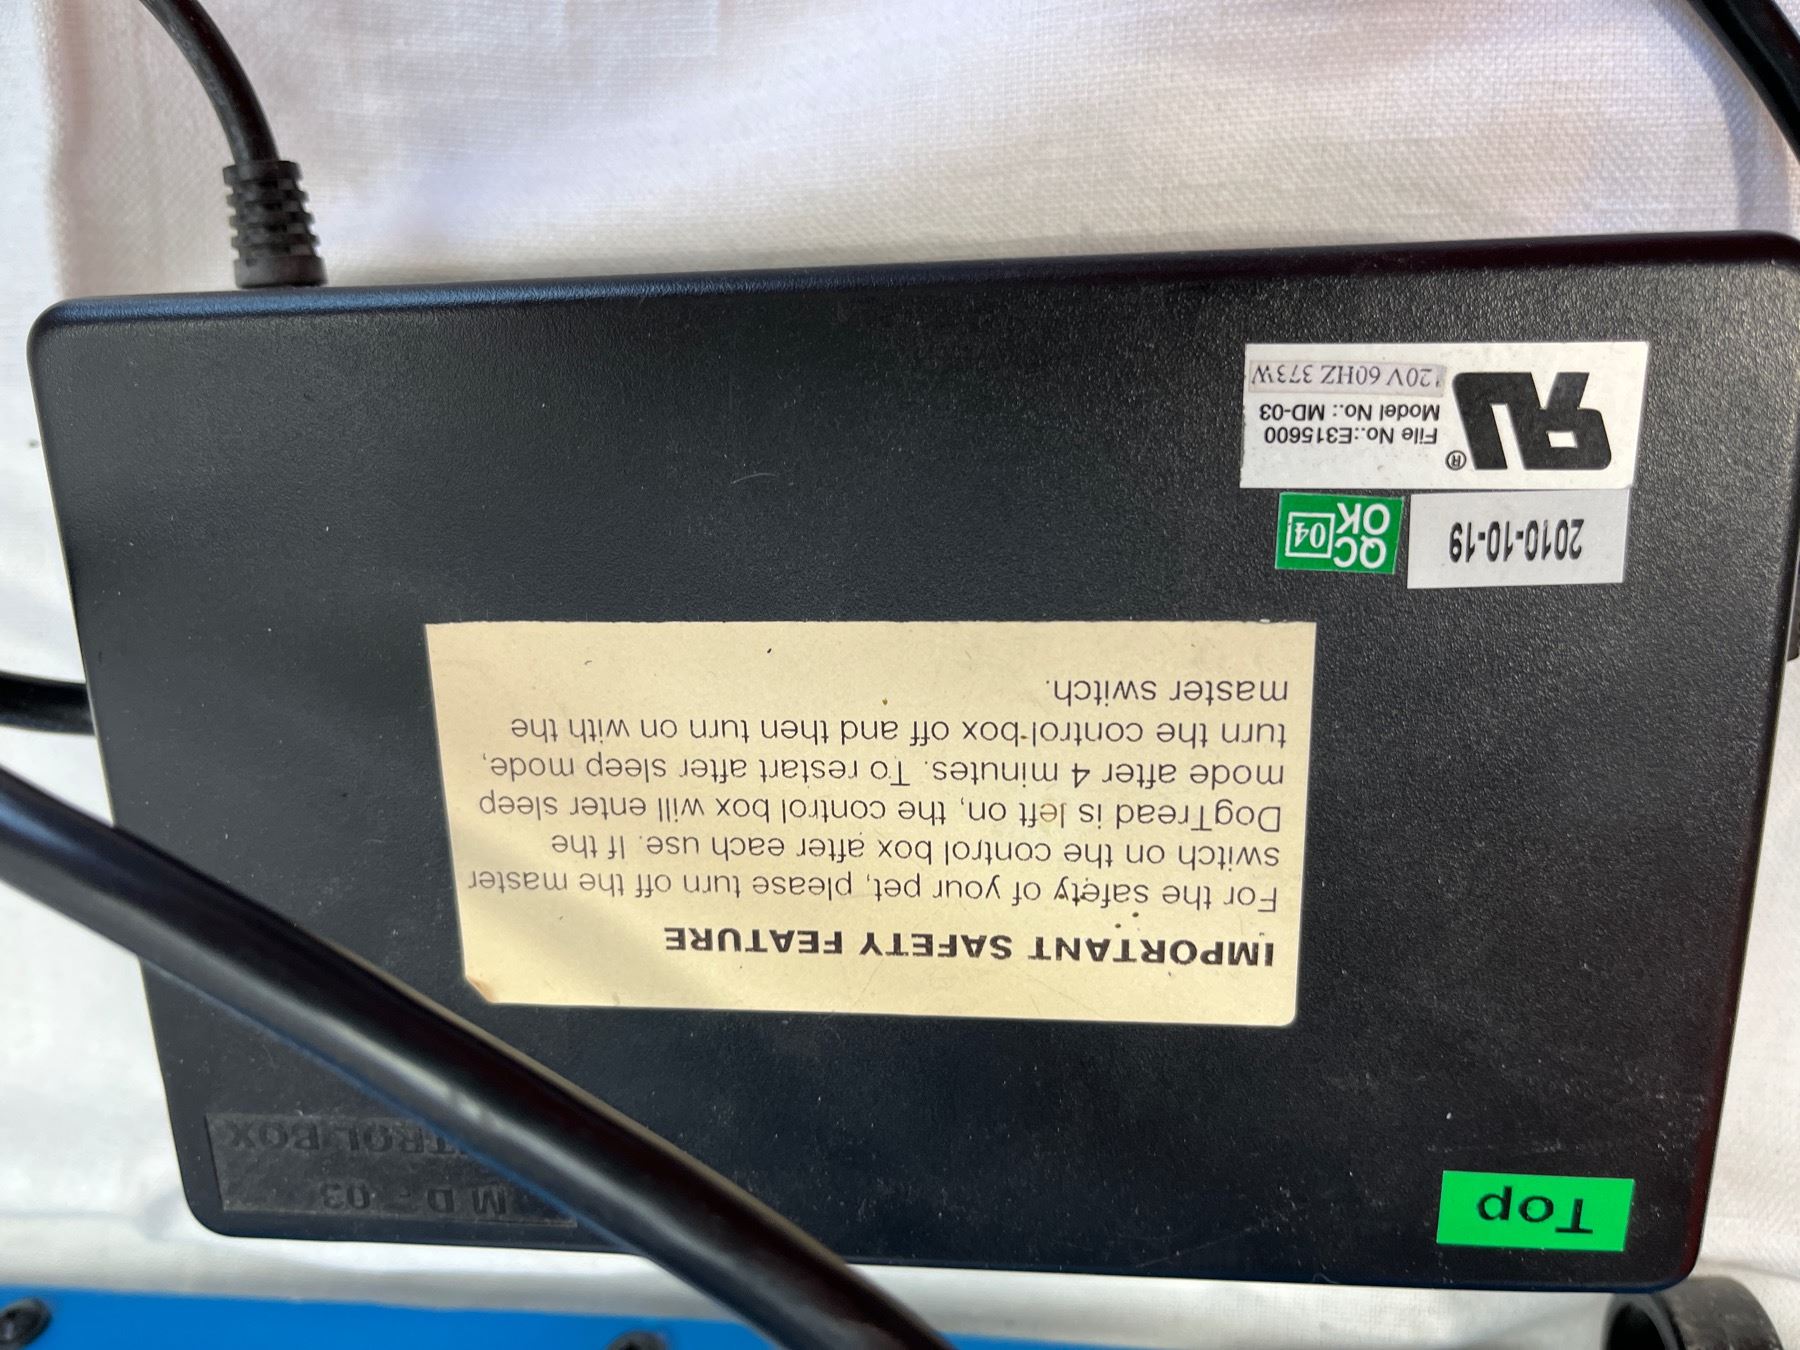 Top
MD-03
TROL BOX
IMPORTANT SAFETY FEATURE
For the safety of your pet, please turn off the master
switch on the control box after each use. If the
DogTread is left on, the control box will enter sleep
mode after 4 minutes. To restart after sleep mode,
turn the control box off and then turn on with the
master switch.
2010-10-19
QC
OK
04
RU®
File No.:E315600
Model No.: MD-03
120V 60HZ 373W